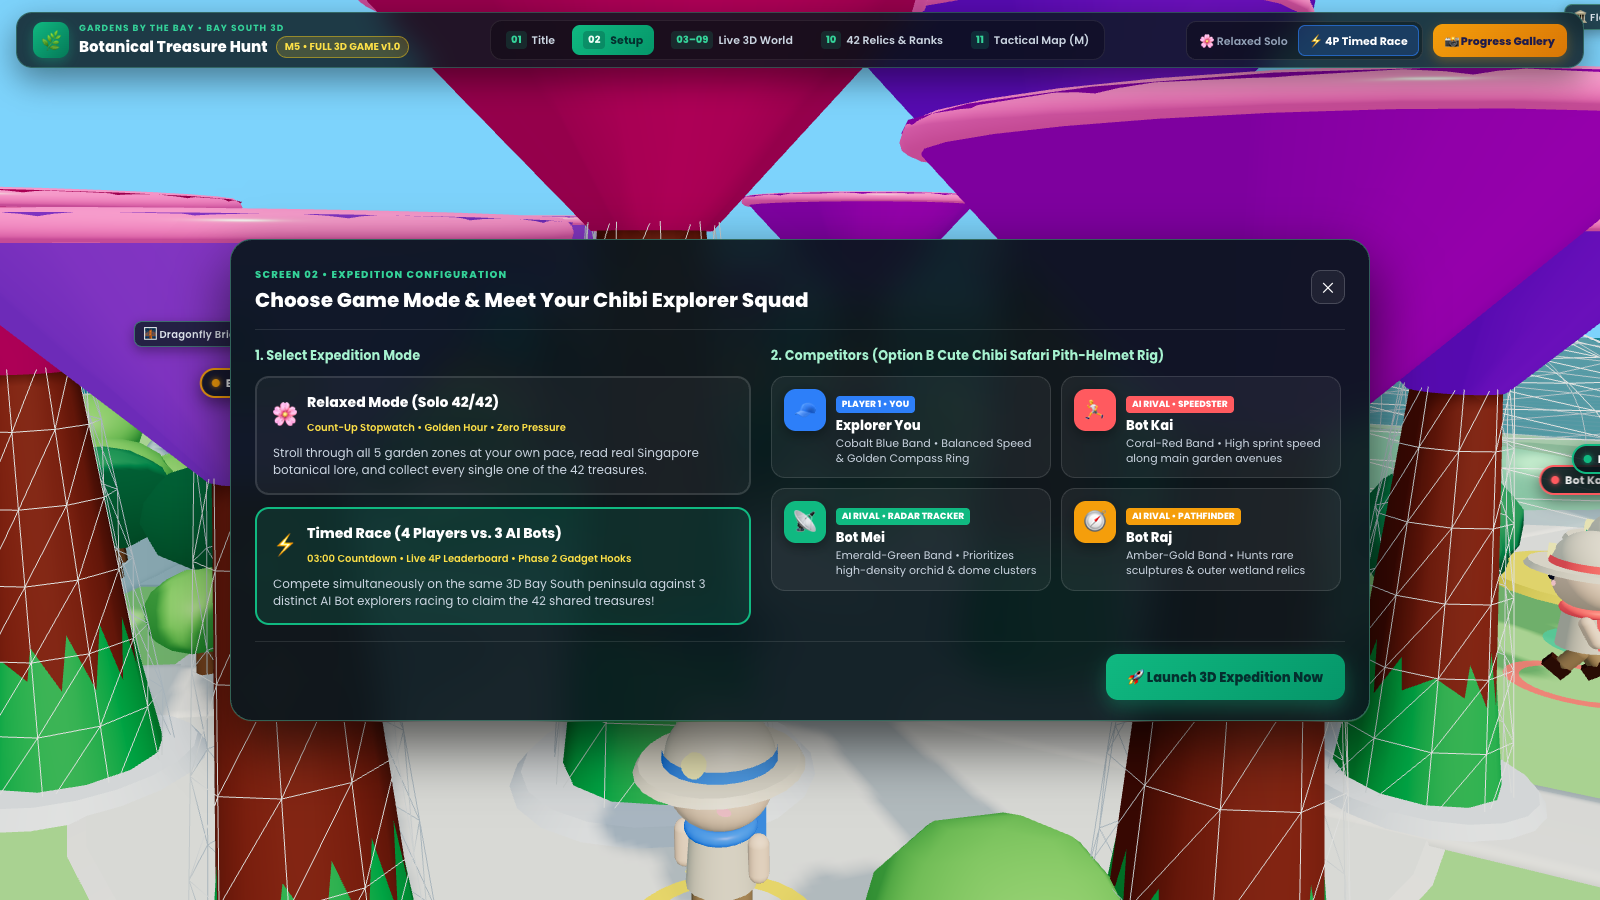 GARDENS BY THE BAY • BAY SOUTH 3D
Botanical Treasure Hunt
M5 • FULL 3D GAME v1.0
01 Title
02 Setup
03–09 Live 3D World
10 42 Relics & Ranks
11 Tactical Map (M)
Relaxed Solo
4P Timed Race
Progress Gallery
SCREEN 02 • EXPEDITION CONFIGURATION
Choose Game Mode & Meet Your Chibi Explorer Squad
1. Select Expedition Mode
Relaxed Mode (Solo 42/42)
Count-Up Stopwatch • Golden Hour • Zero Pressure
Stroll through all 5 garden zones at your own pace, read real Singapore
botanical lore, and collect every single one of the 42 treasures.
Timed Race (4 Players vs. 3 AI Bots)
03:00 Countdown • Live 4P Leaderboard • Phase 2 Gadget Hooks
Compete simultaneously on the same 3D Bay South peninsula against 3
distinct AI Bot explorers racing to claim the 42 shared treasures!
2. Competitors (Option B Cute Chibi Safari Pith-Helmet Rig)
PLAYER 1 • YOU
Explorer You
Cobalt Blue Band • Balanced Speed
& Golden Compass Ring
AI RIVAL • SPEEDSTER
Bot Kai
Coral-Red Band • High sprint speed
along main garden avenues
AI RIVAL • RADAR TRACKER
Bot Mei
Emerald-Green Band • Prioritizes
high-density orchid & dome clusters
AI RIVAL • PATHFINDER
Bot Raj
Amber-Gold Band • Hunts rare
sculptures & outer wetland relics
Launch 3D Expedition Now
Dragonfly
Bot